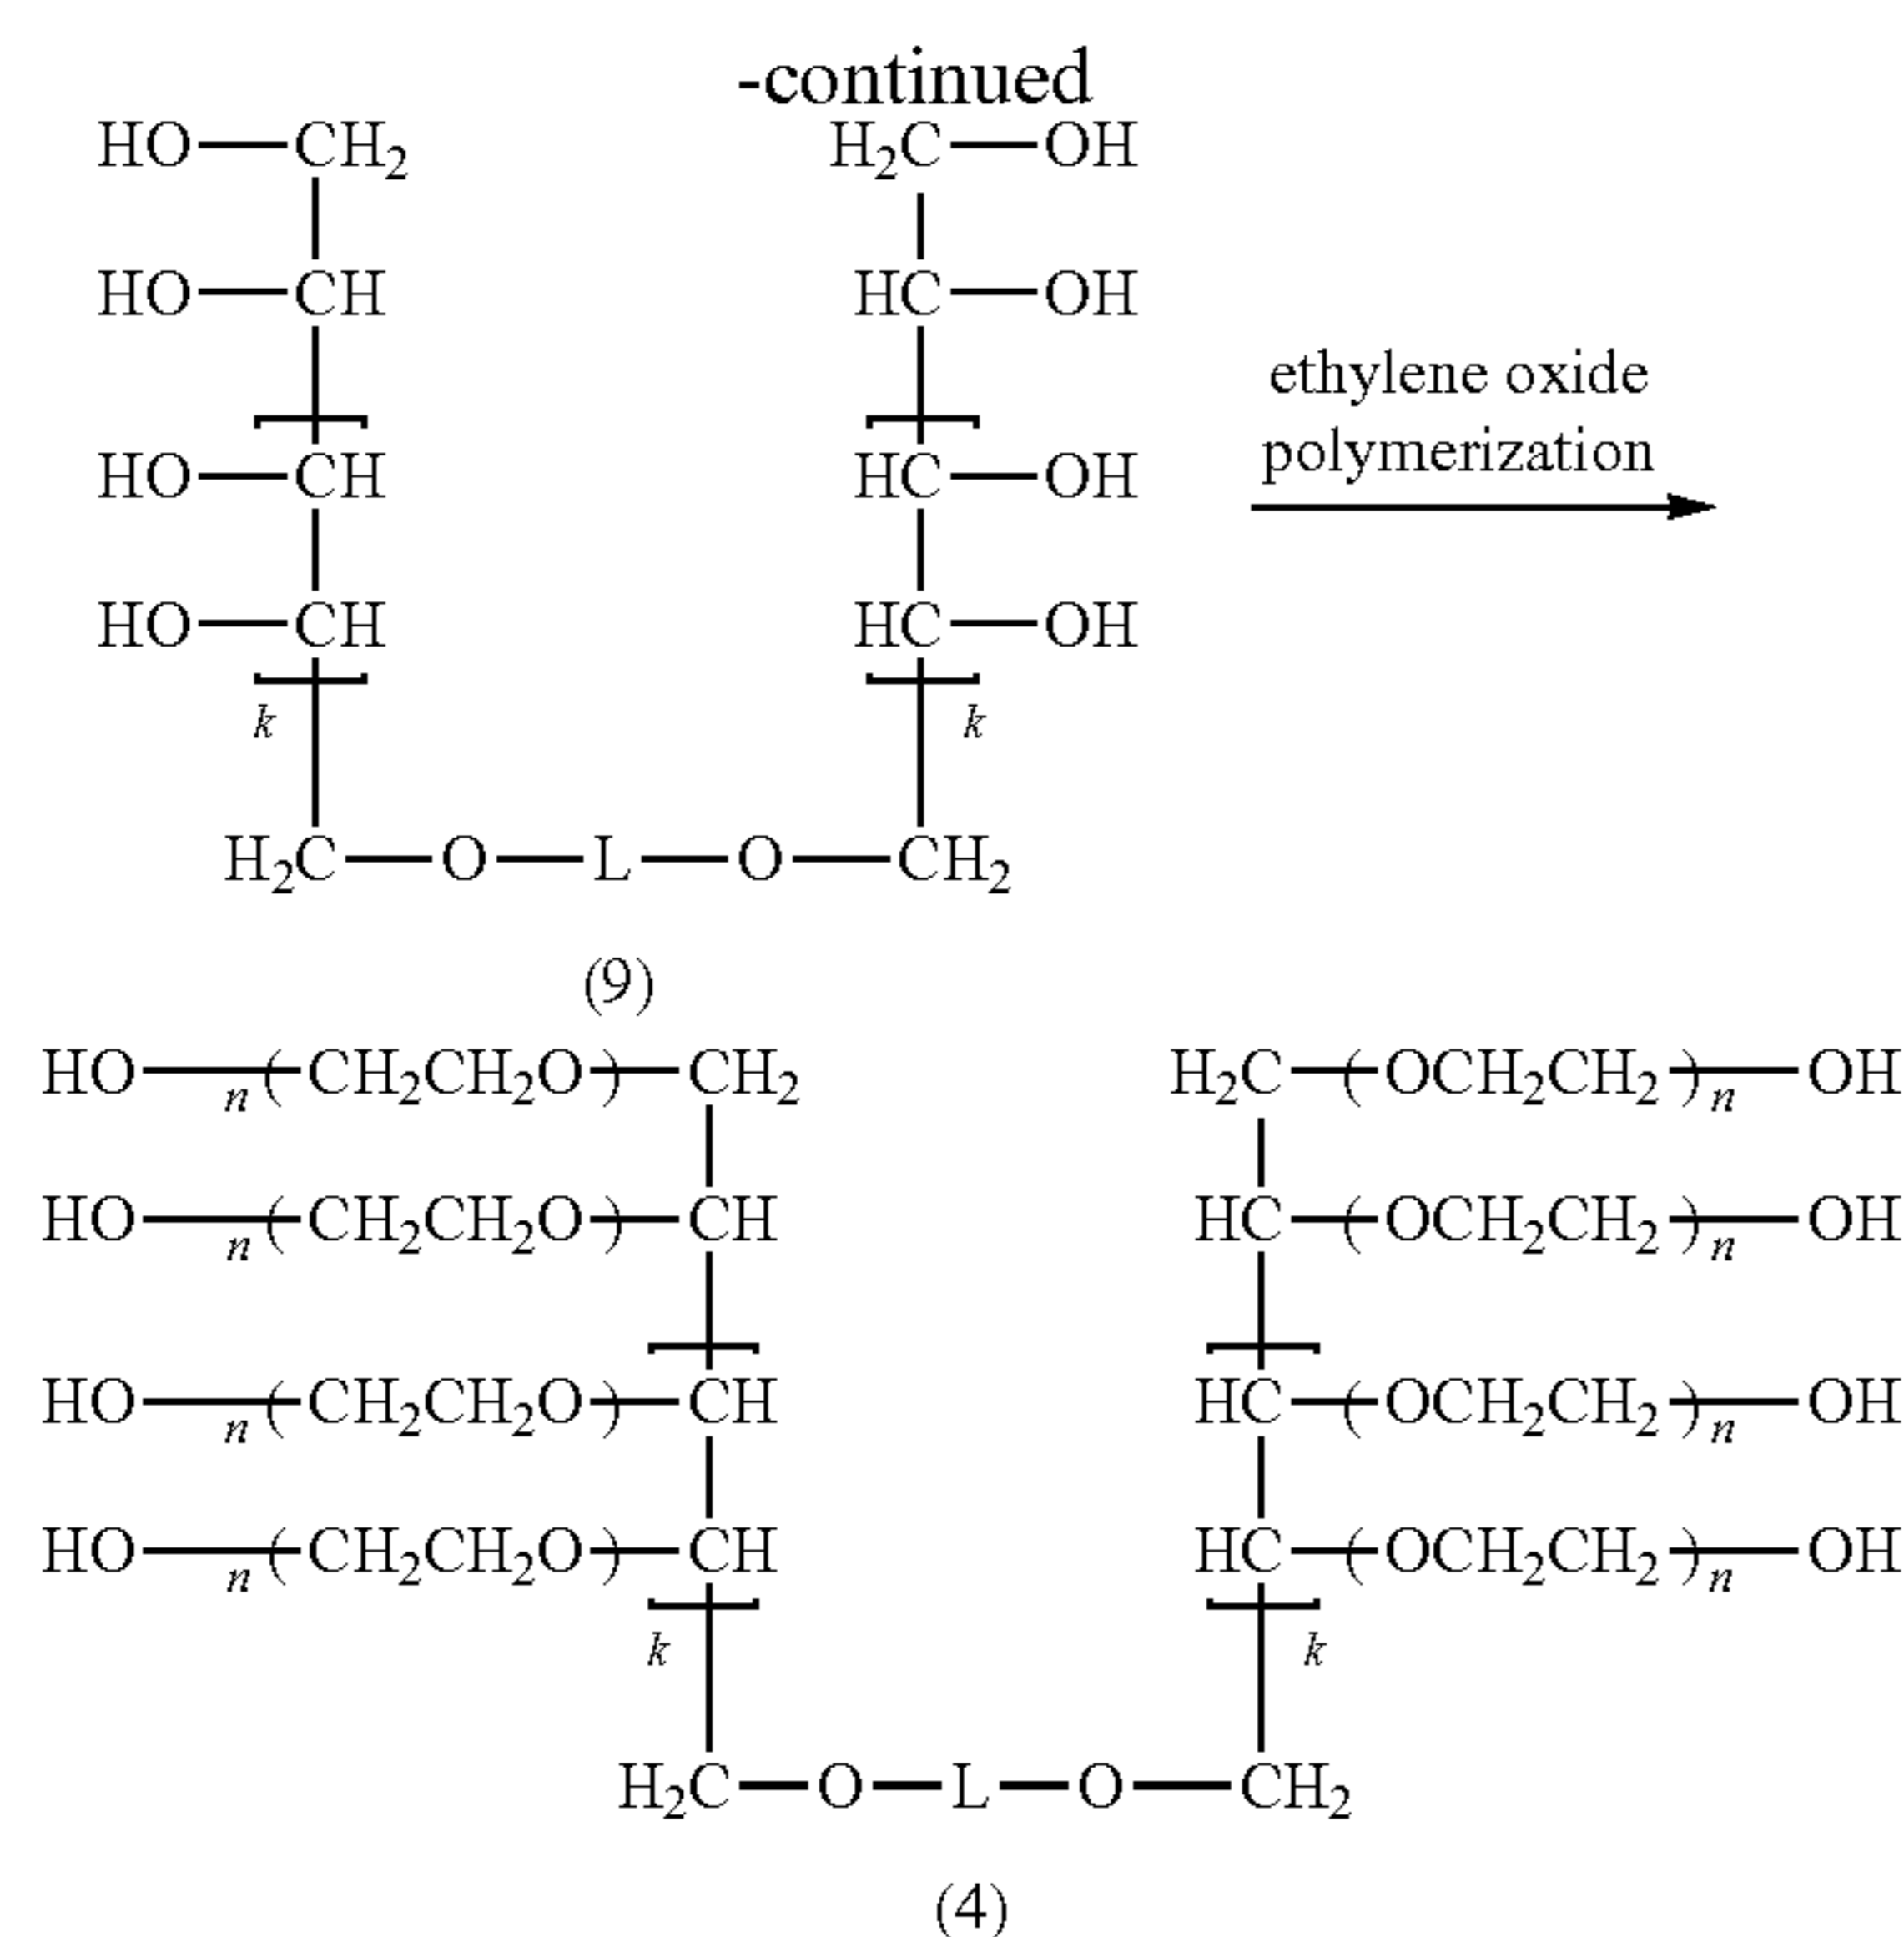 -continued
HO—CH₂ H₂C—OH
HO—CH HC—OH
ethylene oxide
polymerization
HO—CH HC—OH
HO—CH HC—OH
k k
H₂C—O—L—O—CH₂
(9)
HO—n(CH₂CH₂O)—CH₂ H₂C—(OCH₂CH₂)n—OH
HO—n(CH₂CH₂O)—CH HC—(OCH₂CH₂)n—OH
HO—n(CH₂CH₂O)—CH HC—(OCH₂CH₂)n—OH
HO—n(CH₂CH₂O)—CH HC—(OCH₂CH₂)n—OH
k k
H₂C—O—L—O—CH₂
(4)